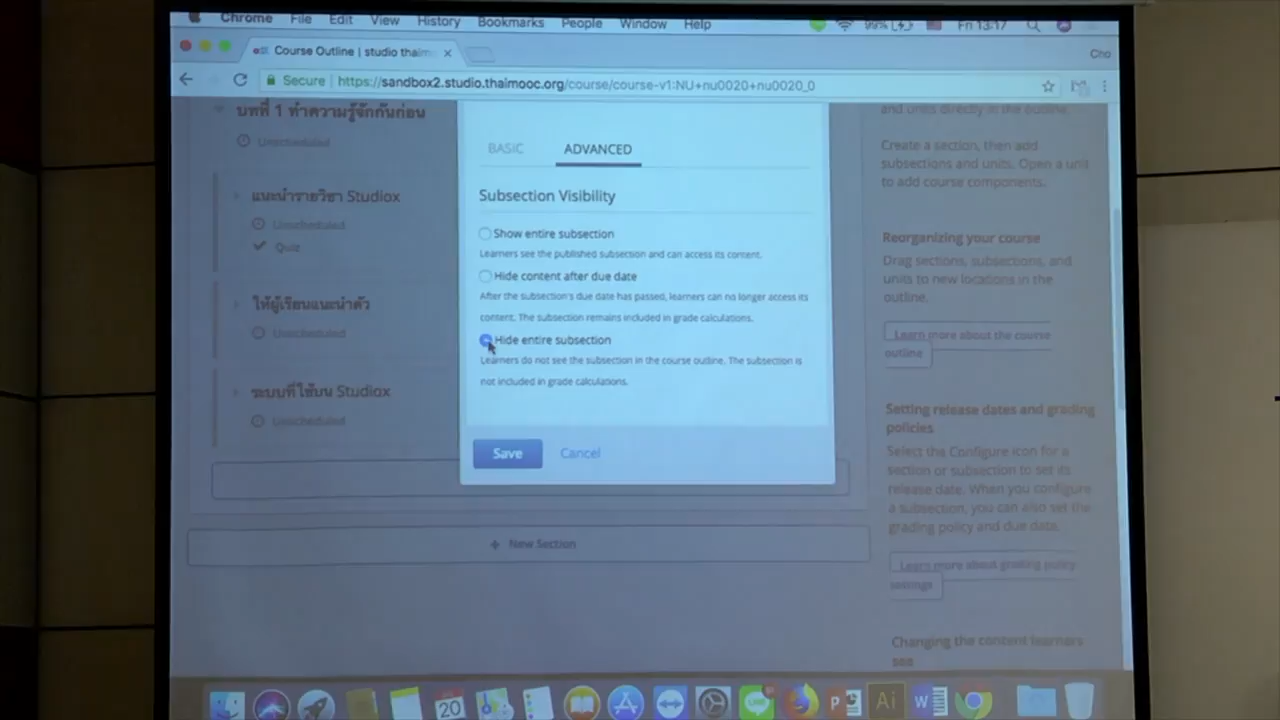 Chrome File Edit View History Bookmarks People Window Help 99% Fri 13:17
Course Outline | studio thaim
Cho
Secure https://sandbox2.studio.thaimooc.org/course/course-v1:NU+nu0020+nu0020_0
บทที่ 1 ทำความรู้จักกันก่อน
Unscheduled
แนะนำรายวิชา Studiox
Unscheduled
Quiz
ให้ผู้เรียนแนะนำตัว
Unscheduled
ระบบที่ใช้บน Studiox
Unscheduled
+ New Section
BASIC ADVANCED
Subsection Visibility
Show entire subsection
Learners see the published subsection and can access its content.
Hide content after due date
After the subsection's due date has passed, learners can no longer access its
content. The subsection remains included in grade calculations.
Hide entire subsection
Learners do not see the subsection in the course outline. The subsection is
not included in grade calculations.
Save Cancel
and units directly in the outline.
Create a section, then add
subsections and units. Open a unit
to add course components.
Reorganizing your course
Drag sections, subsections, and
units to new locations in the
outline.
Learn more about the course
outline
Setting release dates and grading
policies
Select the Configure icon for a
section or subsection to set its
release date. When you configure
a subsection, you can also set the
grading policy and due date.
Learn more about grading policy
settings
Changing the content learners
see
20
LINE
P
Ai
W